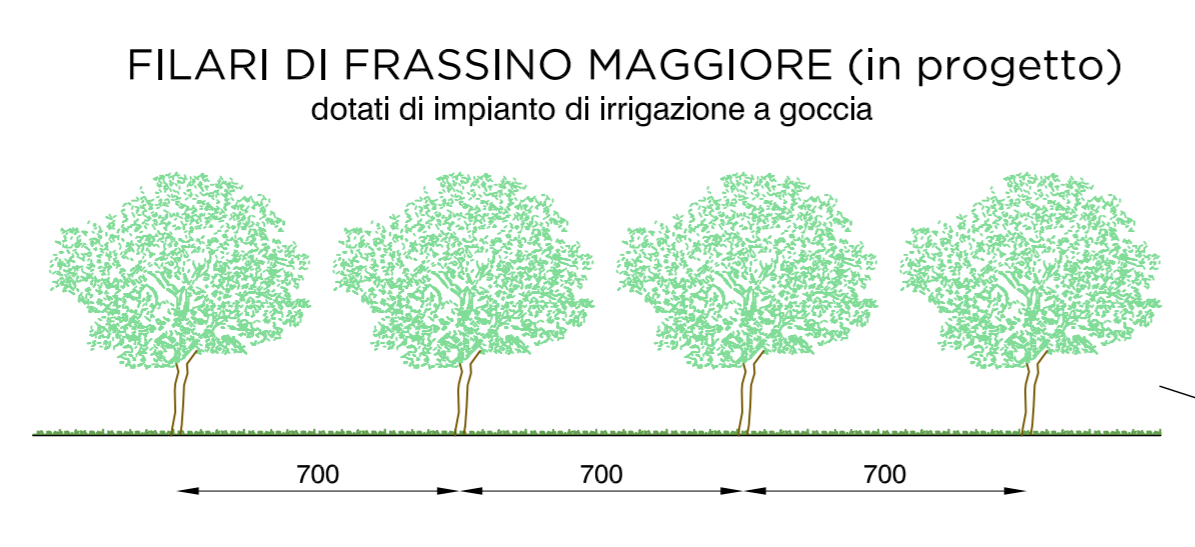 FILARI DI FRASSINO MAGGIORE (in progetto)
dotati di impianto di irrigazione a goccia
700 700 700